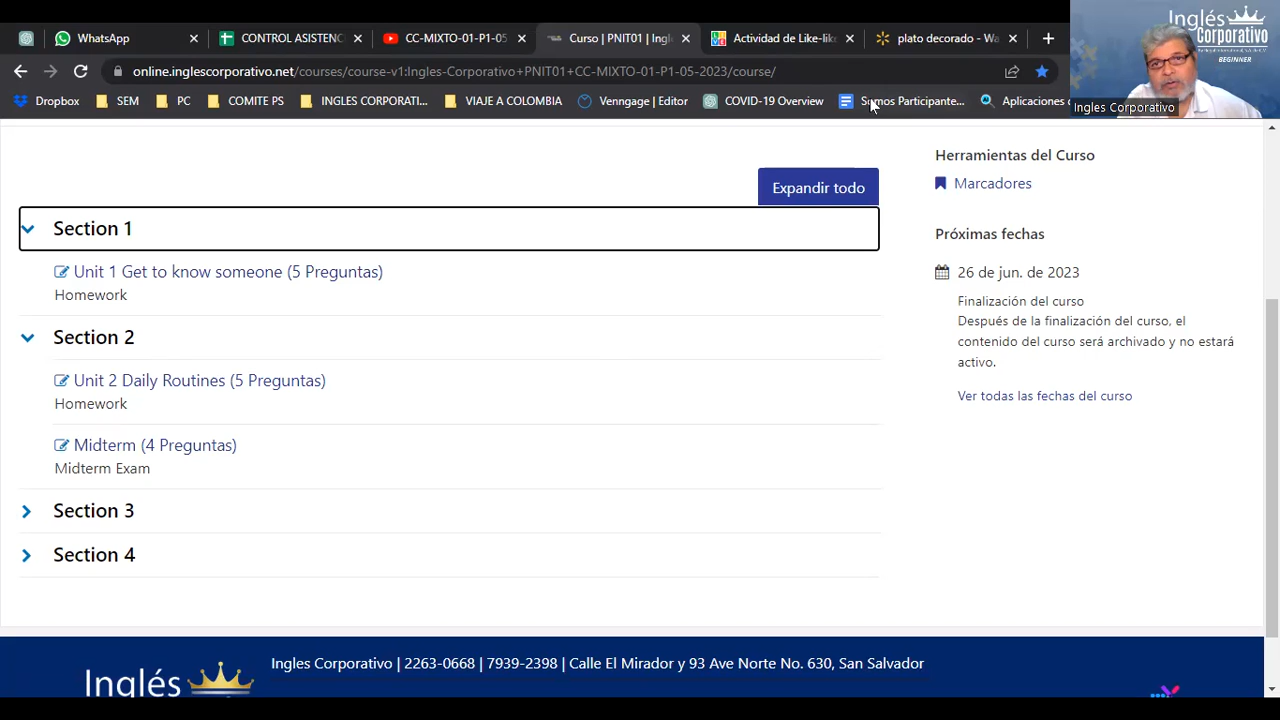 WhatsApp
CONTROL ASISTENC
CC-MIXTO-01-P1-05
Curso | PNIT01 | Ingl
Actividad de Like-like
plato decorado - Wa
online.inglescorporativo.net/courses/course-v1:Ingles-Corporativo+PNIT01+CC-MIXTO-01-P1-05-2023/course/
Dropbox
SEM
PC
COMITE PS
INGLES CORPORATI...
VIAJE A COLOMBIA
Venngage | Editor
COVID-19 Overview
Sumos Participante...
Aplicaciones
Inglés
Corporativo
BEGINNER
Ingles Corporativo
Expandir todo
Section 1
Unit 1 Get to know someone (5 Preguntas)
Homework
Section 2
Unit 2 Daily Routines (5 Preguntas)
Homework
Midterm (4 Preguntas)
Midterm Exam
Section 3
Section 4
Herramientas del Curso
Marcadores
Próximas fechas
26 de jun. de 2023
Finalización del curso
Después de la finalización del curso, el
contenido del curso será archivado y no estará
activo.
Ver todas las fechas del curso
Ingles Corporativo | 2263-0668 | 7939-2398 | Calle El Mirador y 93 Ave Norte No. 630, San Salvador
Inglés